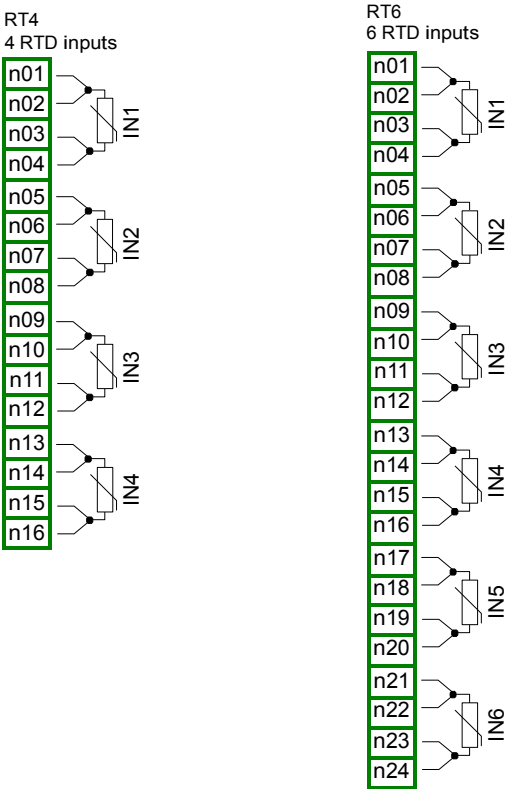 RT4
4 RTD inputs
n01
n02
n03
n04
IN1
n05
n06
n07
n08
IN2
n09
n10
n11
n12
IN3
n13
n14
n15
n16
IN4
RT6
6 RTD inputs
n01
n02
n03
n04
IN1
n05
n06
n07
n08
IN2
n09
n10
n11
n12
IN3
n13
n14
n15
n16
IN4
n17
n18
n19
n20
IN5
n21
n22
n23
n24
IN6